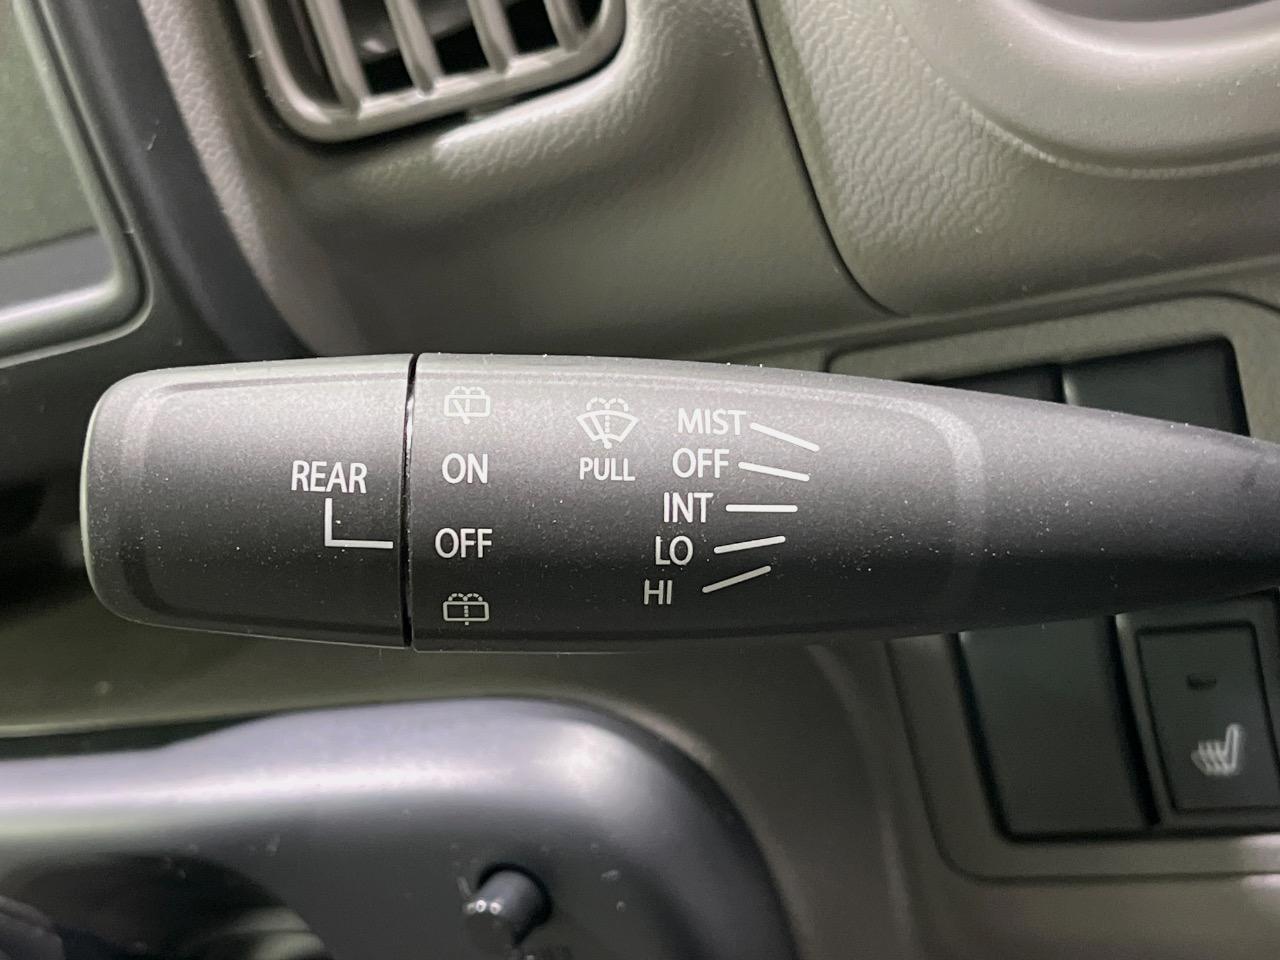 REAR
ON
OFF
PULL
MIST
OFF
INT
LO
HI